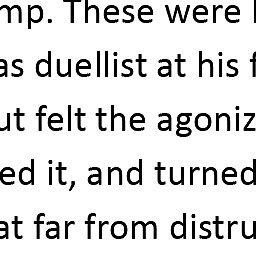 mp. These were
as duellist at his f
ut felt the agoniz
ed it, and turned
at far from distru